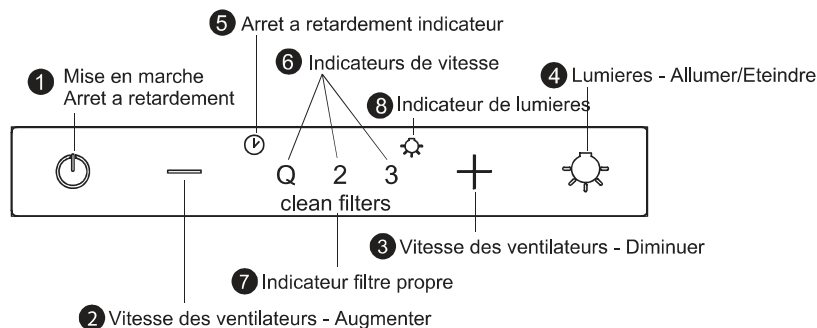 5 Arret a retardement indicateur
6 Indicateurs de vitesse
1 Mise en marche
Arret a retardement
4 Lumieres - Allumer/Eteindre
8 Indicateur de lumieres
Q 2 3
clean filters
3 Vitesse des ventilateurs - Diminuer
7 Indicateur filtre propre
2 Vitesse des ventilateurs - Augmenter